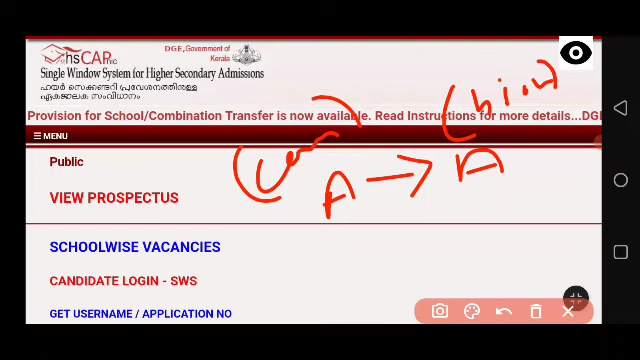 hsCAP
DGE, Government of
Kerala
Single Window System for Higher Secondary Admissions
ഹയർ സെക്കണ്ടറി പ്രവേശനത്തിനുള്ള
ഏകജാലക സംവിധാനം
Provision for School/Combination Transfer is now available. Read Instructions for more details...DGE
MENU
Public
A → A
VIEW PROSPECTUS
SCHOOLWISE VACANCIES
CANDIDATE LOGIN - SWS
GET USERNAME / APPLICATION NO